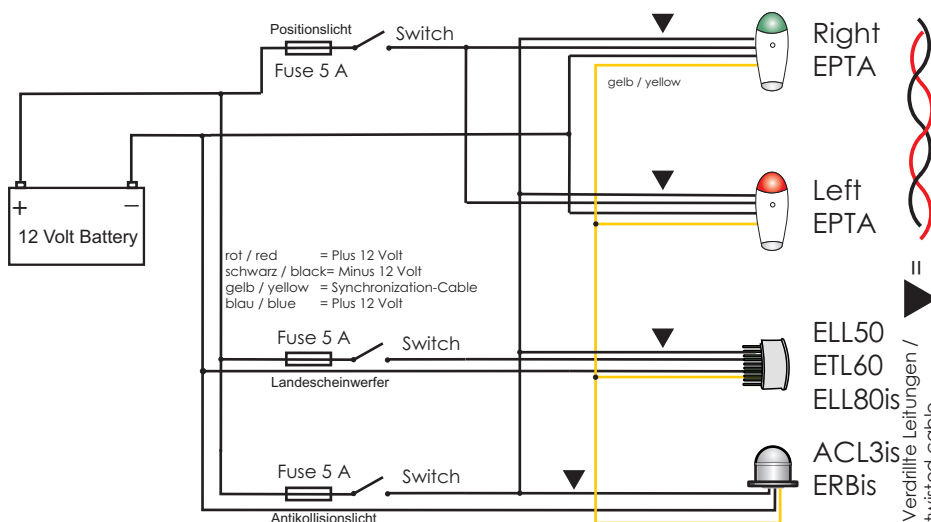 Positionslicht
Switch
Fuse 5 A
gelb / yellow
Right
EPTA
+
–
12 Volt Battery
Left
EPTA
rot / red = Plus 12 Volt
schwarz / black= Minus 12 Volt
gelb / yellow = Synchronization-Cable
blau / blue = Plus 12 Volt
Fuse 5 A
Switch
Landescheinwerfer
ELL50
ETL60
ELL80is
Fuse 5 A
Switch
Antikollisionslicht
ACL3is
ERBis
=
Verdrillte Leitungen /
twisted cable